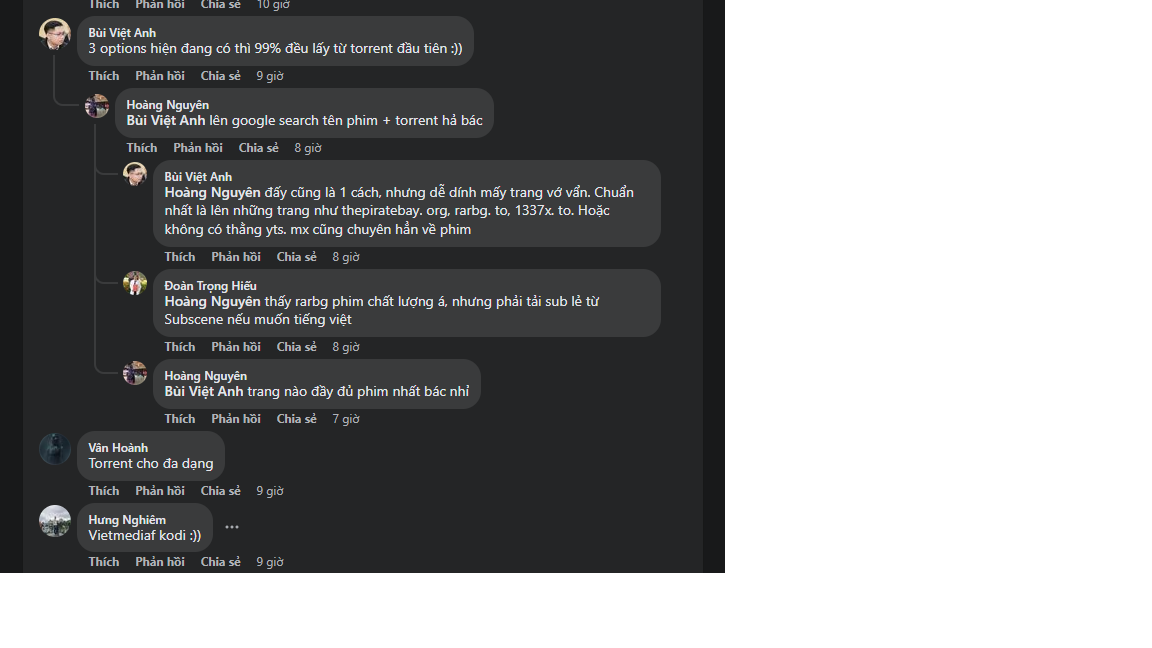 Thích Phản hồi Chia sẻ 10 giờ
Bùi Việt Anh
3 options hiện đang có thì 99% đều lấy từ torrent đầu tiên :))
Thích Phản hồi Chia sẻ 9 giờ
Hoàng Nguyên
Bùi Việt Anh lên google search tên phim + torrent hả bác
Thích Phản hồi Chia sẻ 8 giờ
Bùi Việt Anh
Hoàng Nguyên đấy cũng là 1 cách, nhưng dễ dính mấy trang vớ vẩn. Chuẩn
nhất là lên những trang như thepiratebay. org, rarbg. to, 1337x. to. Hoặc
không có thằng yts. mx cũng chuyên hẳn về phim
Thích Phản hồi Chia sẻ 8 giờ
Đoàn Trọng Hiếu
Hoàng Nguyên thấy rarbg phim chất lượng á, nhưng phải tải sub lẻ từ
Subscene nếu muốn tiếng việt
Thích Phản hồi Chia sẻ 8 giờ
Hoàng Nguyên
Bùi Việt Anh trang nào đầy đủ phim nhất bác nhỉ
Thích Phản hồi Chia sẻ 7 giờ
Vân Hoành
Torrent cho đa dạng
Thích Phản hồi Chia sẻ 9 giờ
Hưng Nghiêm
Vietmediaf kodi :))
Thích Phản hồi Chia sẻ 9 giờ